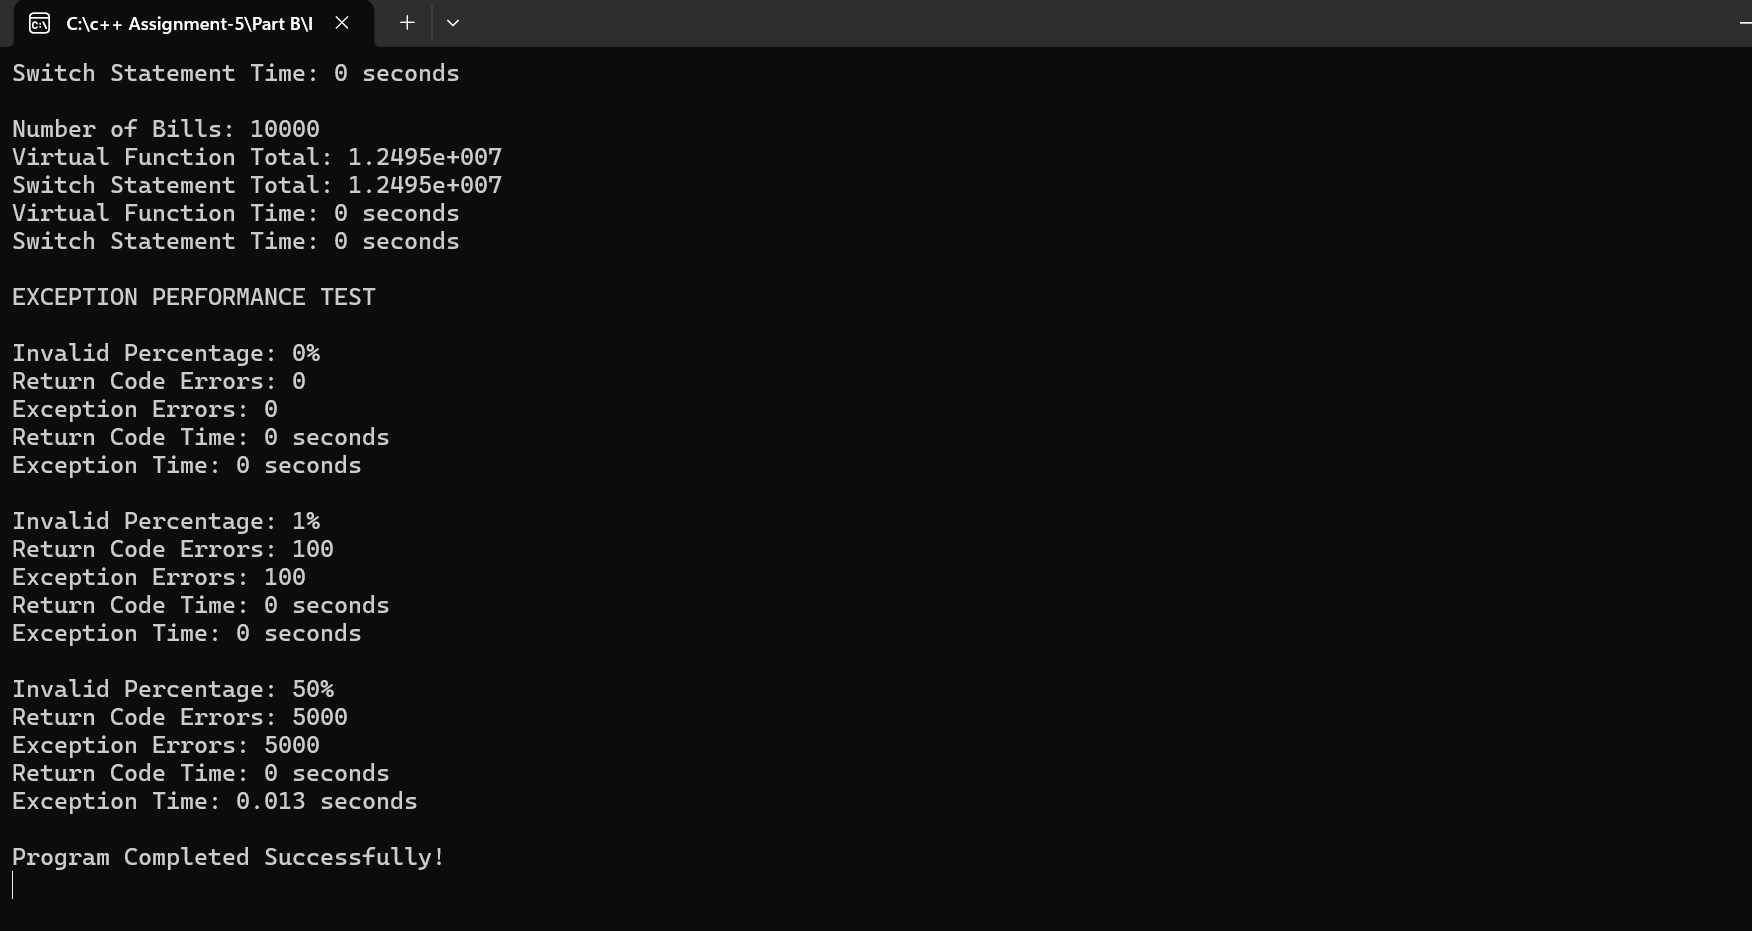 C:\c++ Assignment-5\Part B\I
Switch Statement Time: 0 seconds
Number of Bills: 10000
Virtual Function Total: 1.2495e+007
Switch Statement Total: 1.2495e+007
Virtual Function Time: 0 seconds
Switch Statement Time: 0 seconds
EXCEPTION PERFORMANCE TEST
Invalid Percentage: 0%
Return Code Errors: 0
Exception Errors: 0
Return Code Time: 0 seconds
Exception Time: 0 seconds
Invalid Percentage: 1%
Return Code Errors: 100
Exception Errors: 100
Return Code Time: 0 seconds
Exception Time: 0 seconds
Invalid Percentage: 50%
Return Code Errors: 5000
Exception Errors: 5000
Return Code Time: 0 seconds
Exception Time: 0.013 seconds
Program Completed Successfully!